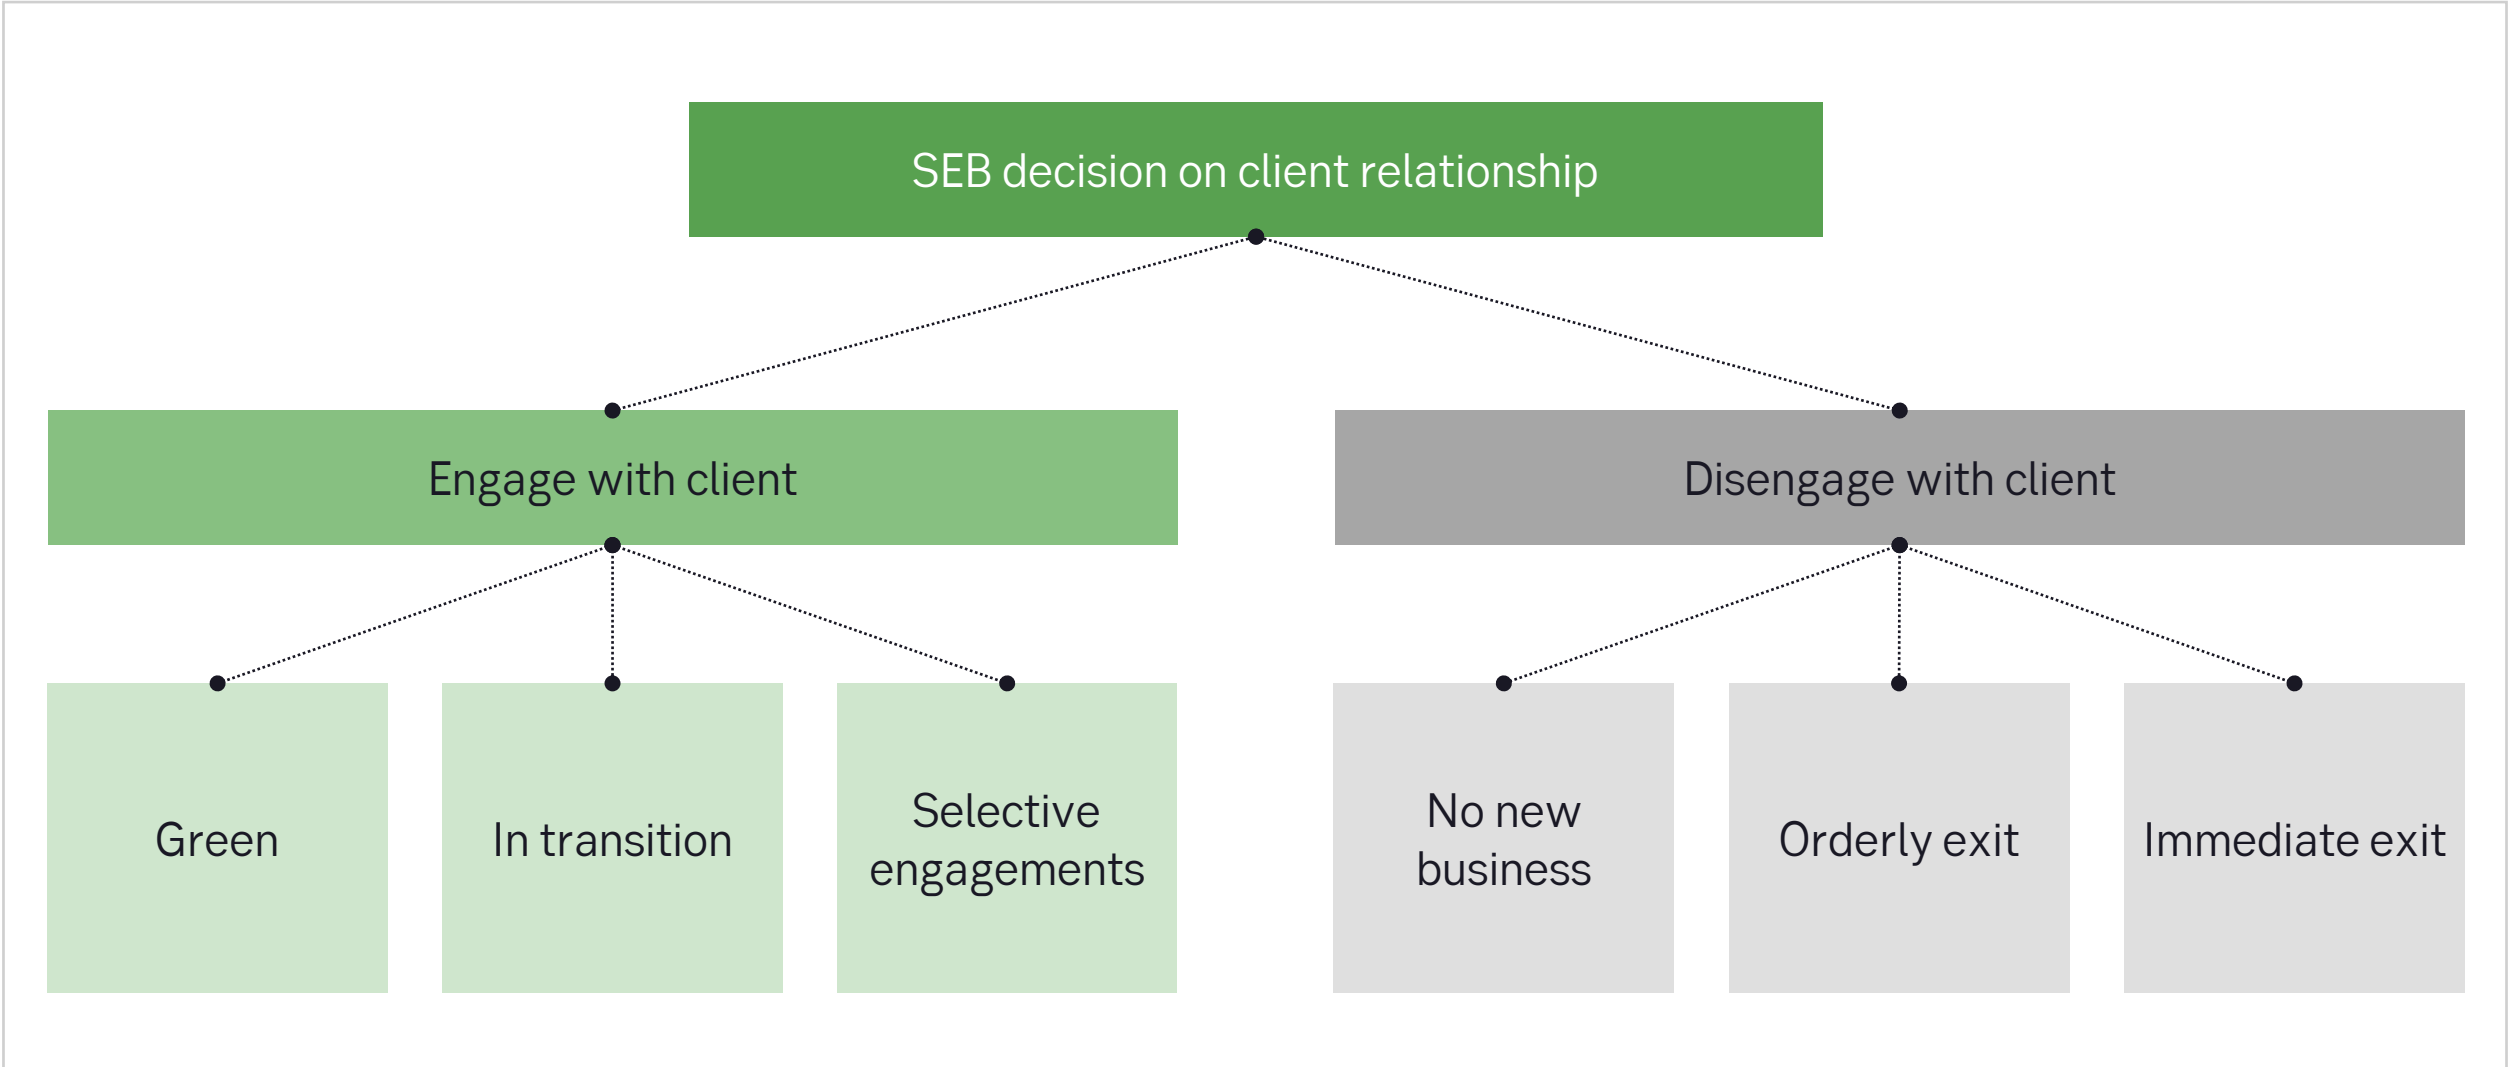 SEB decision on client relationship
Engage with client
Disengage with client
Green
In transition
Selective
engagements
No new
business
Orderly exit
Immediate exit